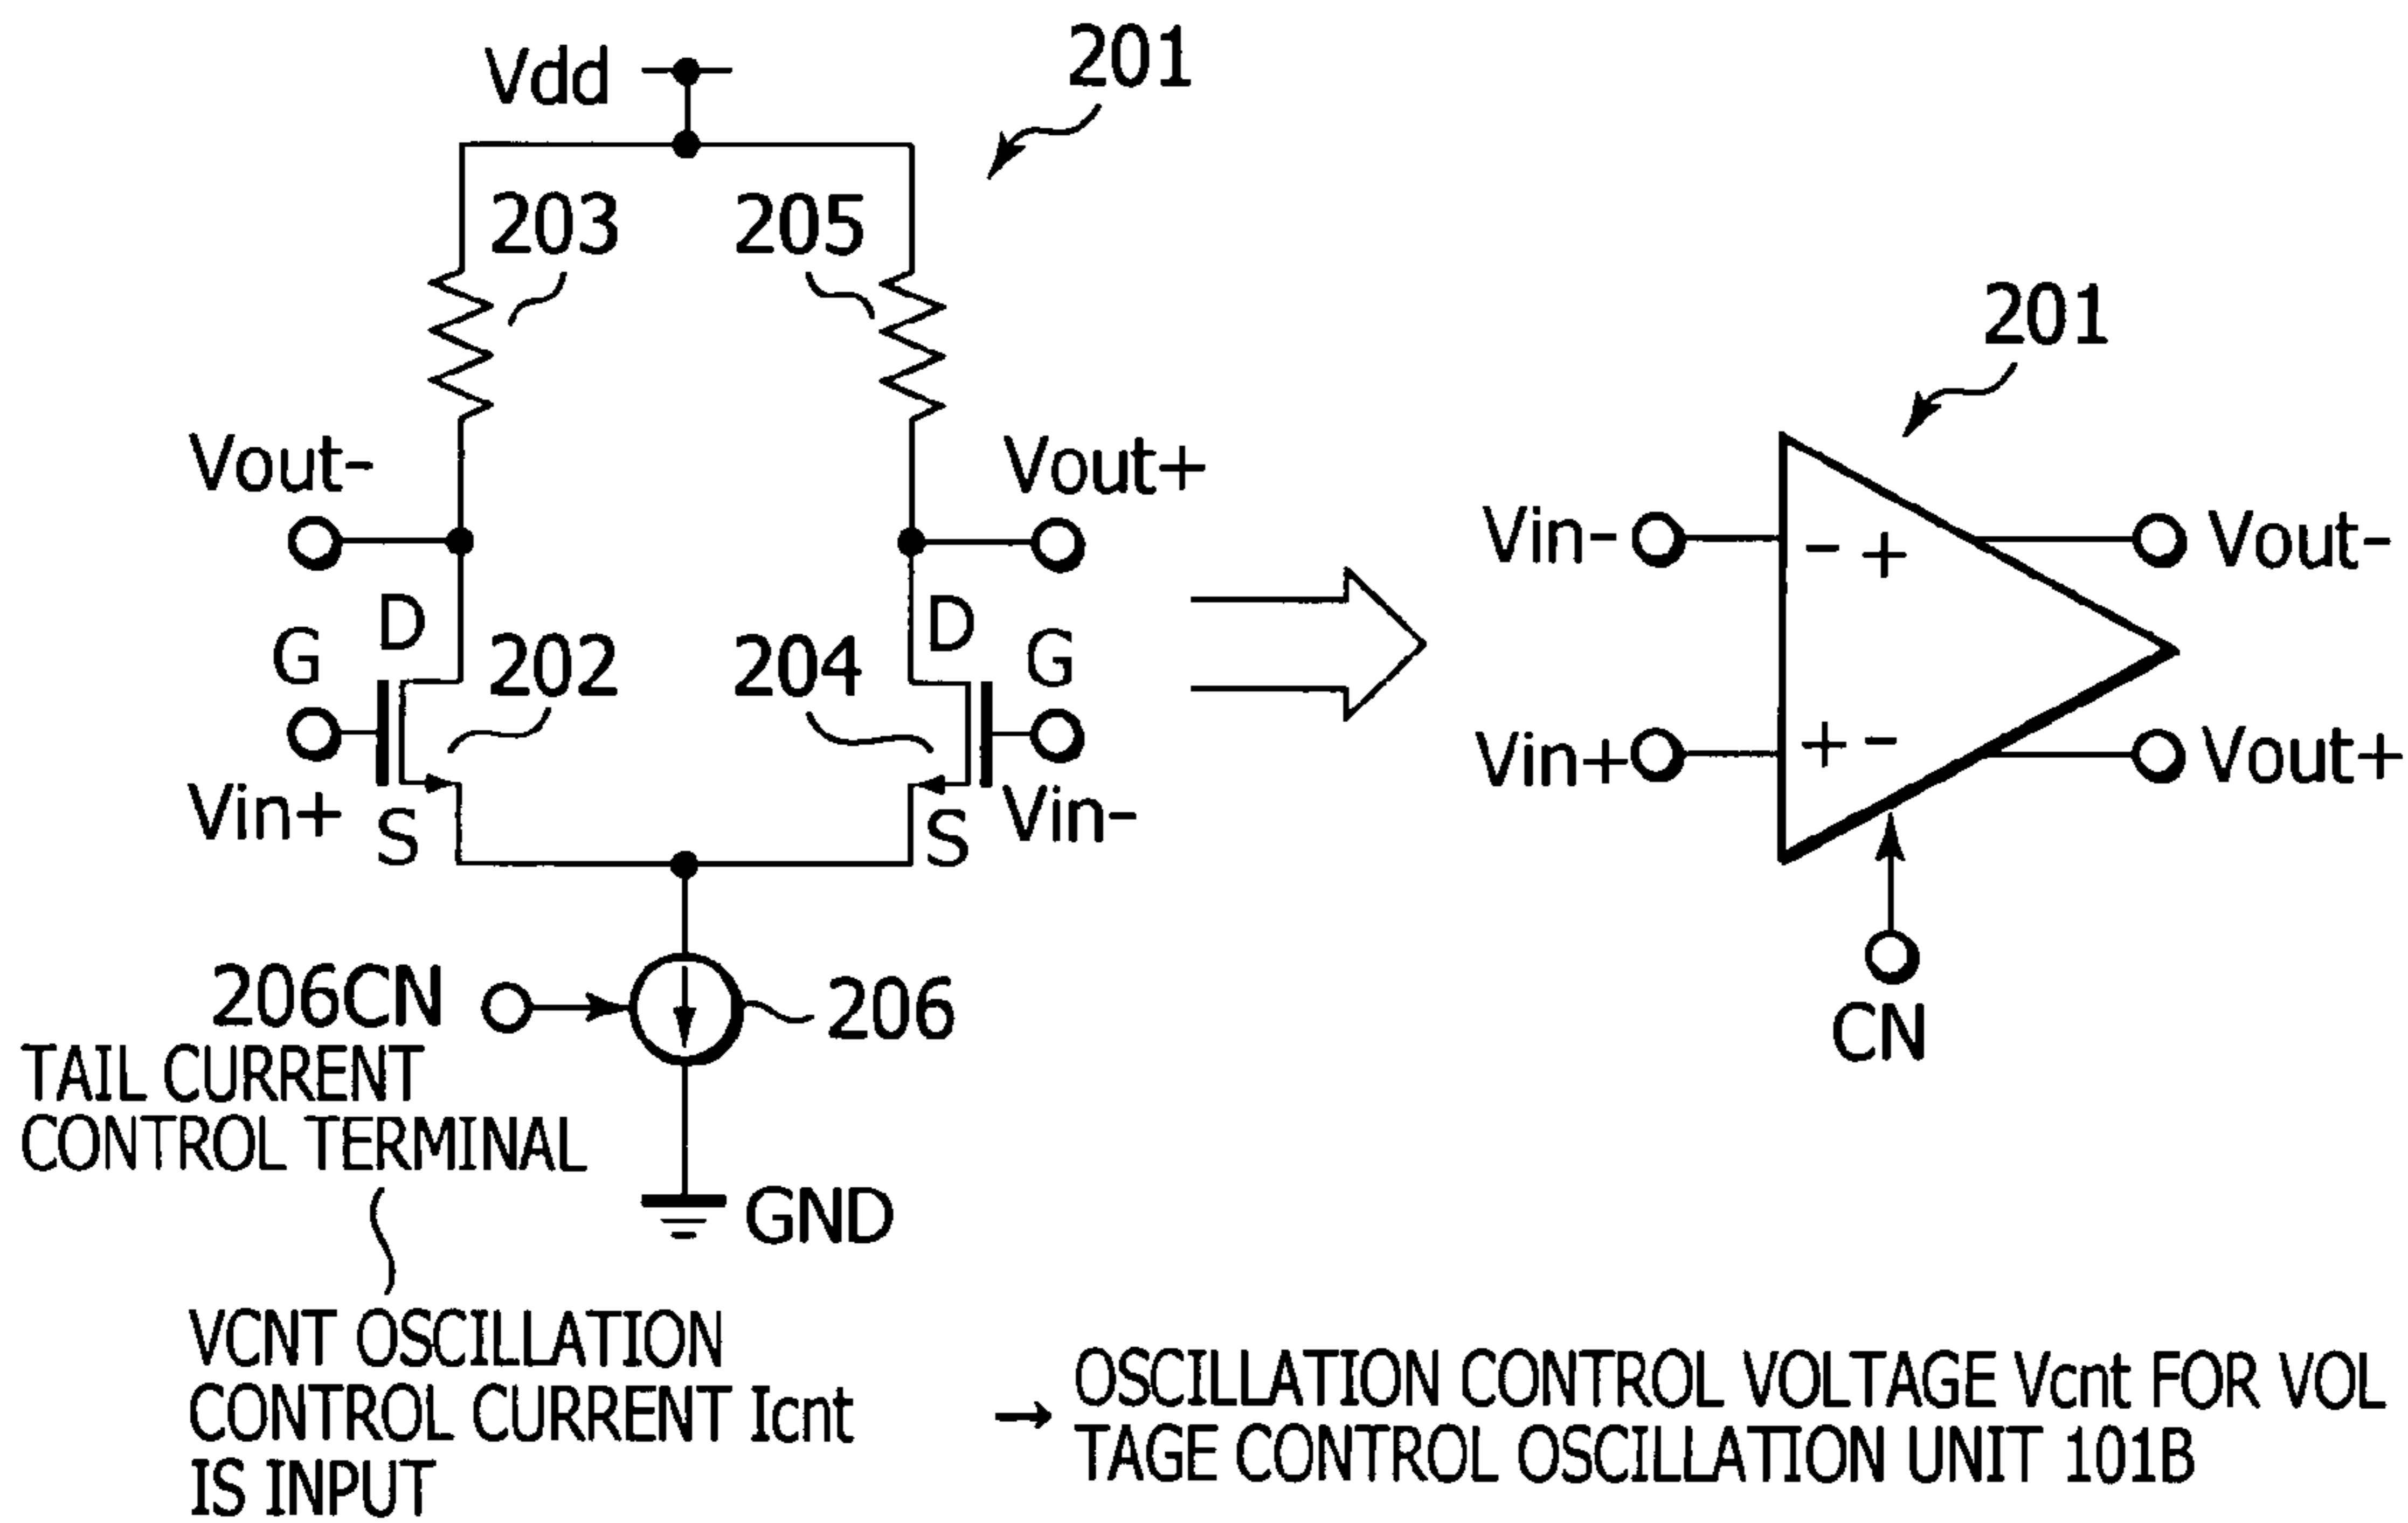 Vdd
201
203
205
Vout-
Vout+
D
D
G
G
202
204
Vin+
Vin-
S
S
206CN
206
TAIL CURRENT
CONTROL TERMINAL
GND
VCNT OSCILLATION
CONTROL CURRENT Icnt
IS INPUT
→ OSCILLATION CONTROL VOLTAGE Vcnt FOR VOL
TAGE CONTROL OSCILLATION UNIT 101B
201
Vin-
- +
Vout-
Vin+
+ -
Vout+
CN